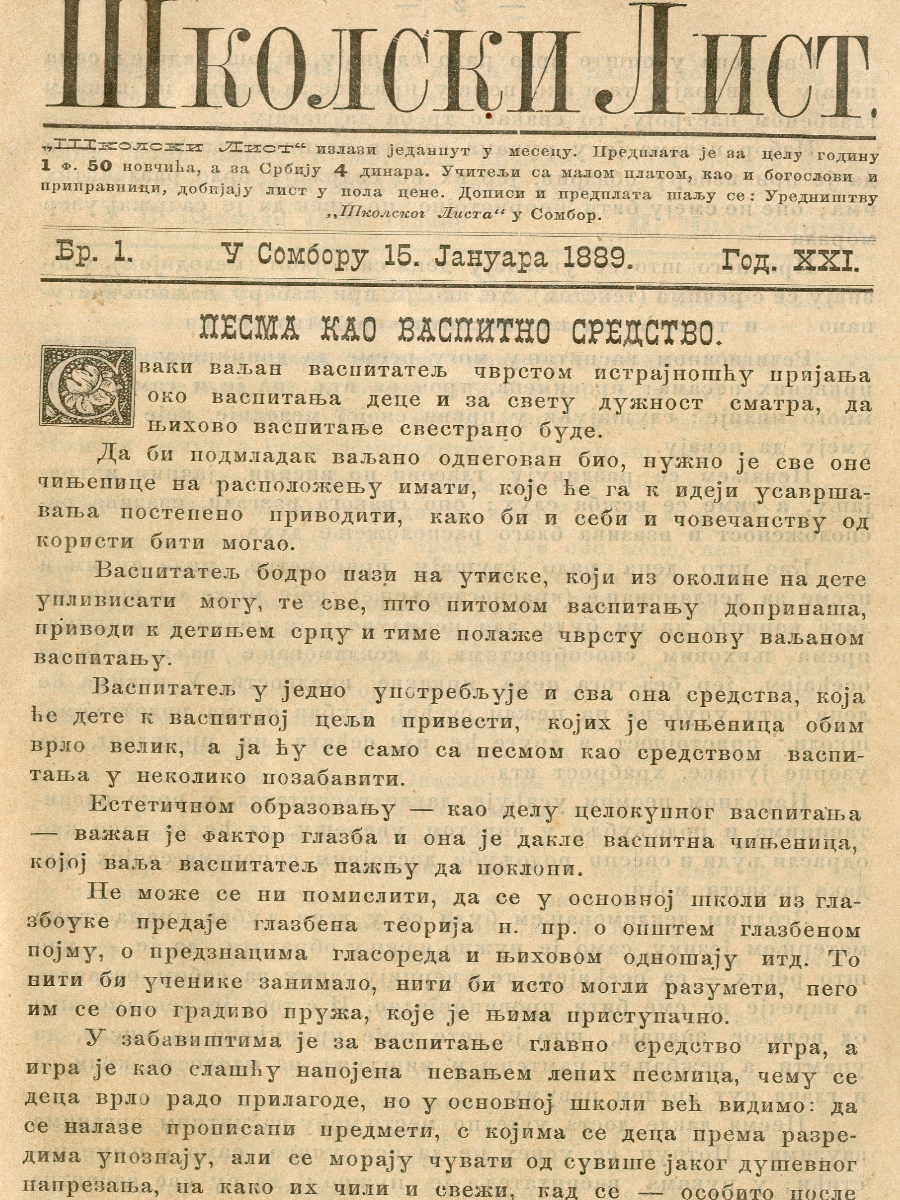 Школски Лист.
„Школски Лист“ излази једанпут у месецу. Предплата је за целу годину
1 ф. 50 новчића, а за Србију 4 динара. Учитељи са малом платом, као и богослови и
приправници, добијају лист у пола цене. Дописи и предплата шаљу се: Уредништву
„Школског Листа“ у Сомбор.
Бр. 1. У Сомбору 15. Јануара 1889. Год. XXI.
ПЕСМА КАО ВАСПИТНО СРЕДСТВО.
Сваки ваљан васпитатељ чврстом истрајношћу пријања
око васпитања деце и за свету дужност сматра, да
њихово васпитање свестрано буде.
Да би подмладак ваљано однегован био, нужно је све оне
чињенице на расположењу имати, које ће га к идеји усаврша-
вања постепено приводити, како би и себи и човечанству од
користи бити могао.
Васпитатељ бодро пази на утиске, који из околине на дете
упливисати могу, те све, што питомом васпитању доприноша,
приводи к детињем срцу и тиме полаже чврсту основу ваљаном
васпитању.
Васпитатељ у једно употребљује и сва она средства, која
ће дете к васпитној цељи привести, којих је чињеница обим
врло велик, а ја ћу се само са песмом као средством васпи-
тања у неколико позабавити.
Естетичном образовању — као делу целокупног васпитања
— важан је фактор глазба и она је дакле васпитна чињеница,
којој ваља васпитатељ пажњу да поклони.
Не може се ни помислити, да се у основној школи из гла-
збоуке предаје глазбена теорија н. пр. о општем глазбеном
појму, о предзнацима гласореда и њиховом одношају итд. То
нити би ученике занимало, нити би исто могли разумети, него
им се оно градиво пружа, које је њима приступачно.
У забавиштима је за васпитање главно средство игра, а
игра је као слашћу напојена певањем лепих песмица, чему се
деца врло радо прилагоде, но у основној школи већ видимо: да
се налазе прописани предмети, с којима се деца према разре-
дима упознају, али се морају чувати од сувише јаког душевног
напрезања, па како их чили и свежи, кад се — особито после